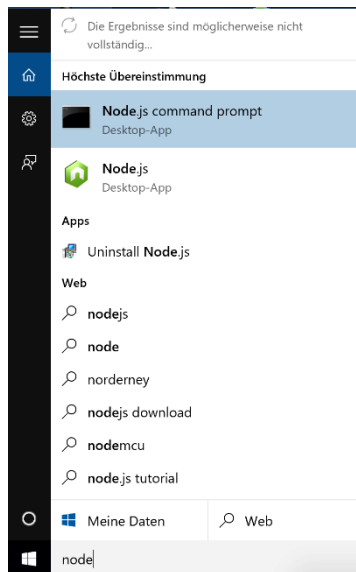 Die Ergebnisse sind möglicherweise nicht
vollständig...
Höchste Übereinstimmung
Node.js command prompt
Desktop-App
Node.js
Desktop-App
Apps
Uninstall Node.js
Web
nodejs
node
norderney
nodejs download
nodemcu
node.js tutorial
Meine Daten Web
node